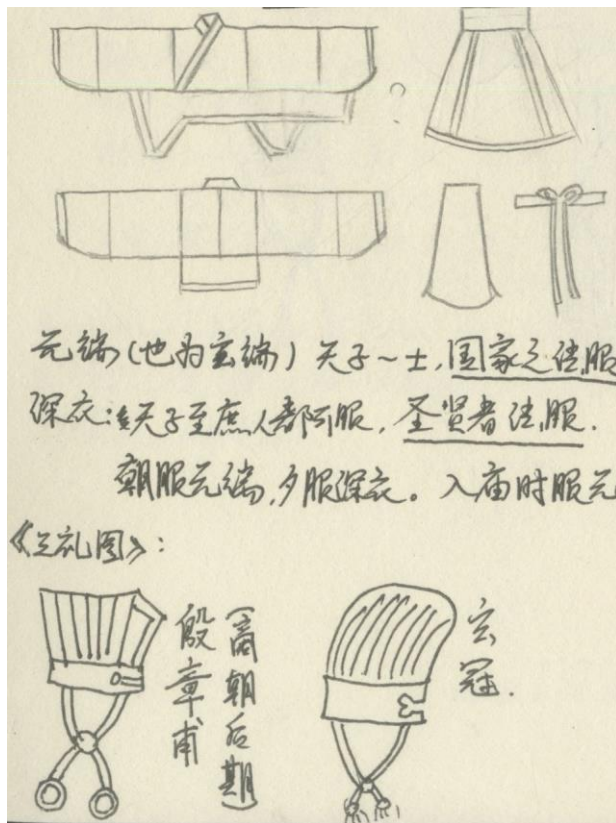 元端(也为玄端)天子~士,国家之法服
深衣:天子至庶人都可服,圣贤者法服.
朝服元端,夕服深衣。入庙时服元
《三礼图》:
殷章甫
(商朝后期)
玄冠.